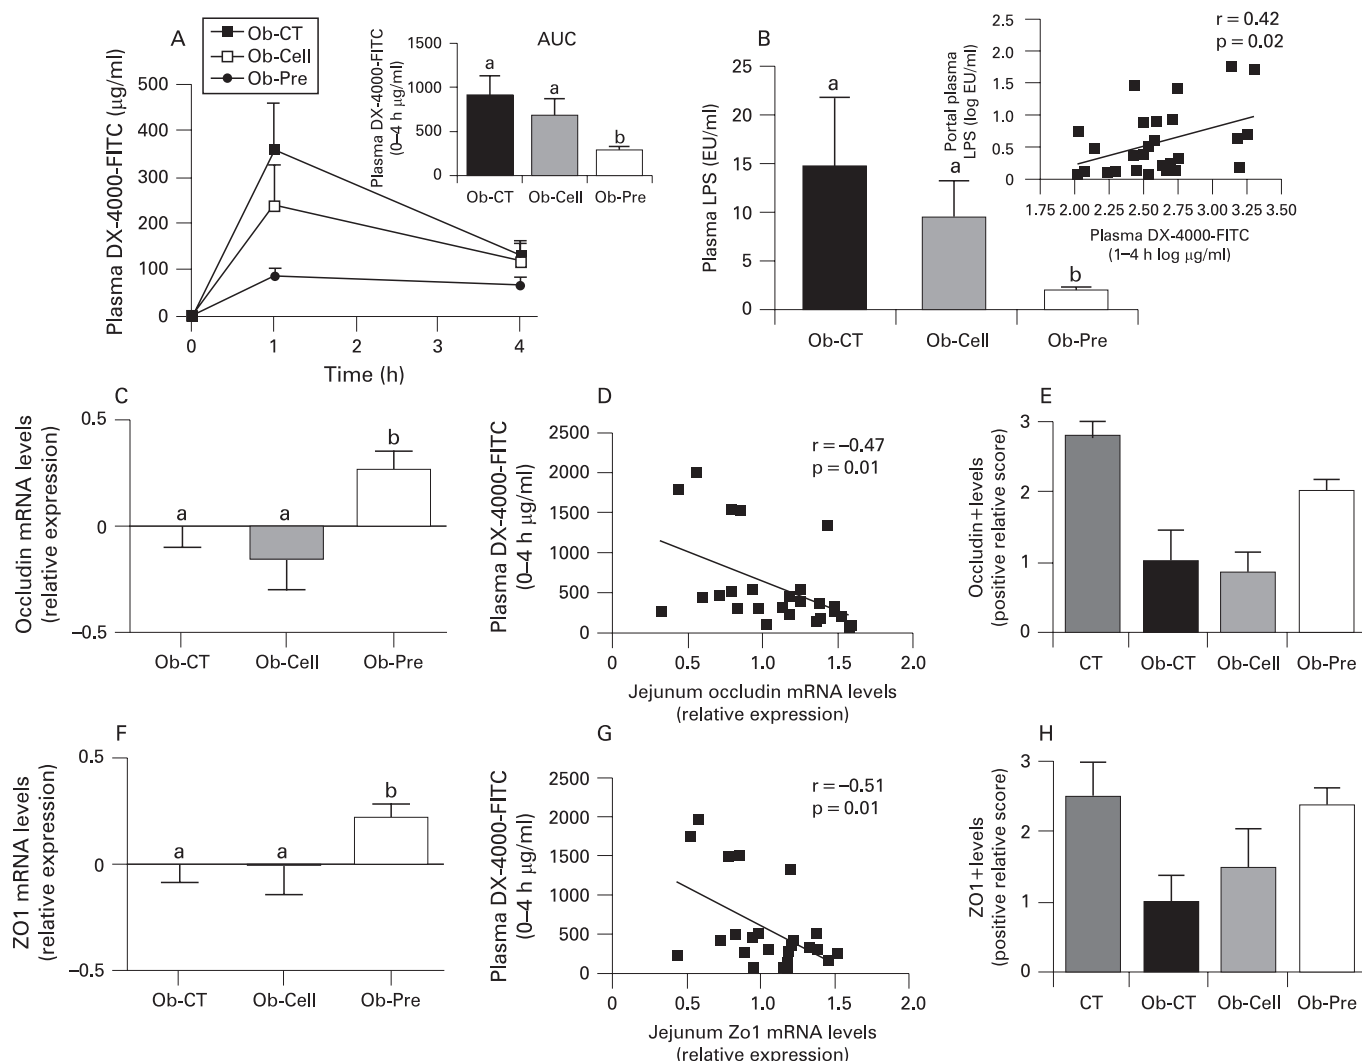 A
Ob-CT
Ob-Cell
Ob-Pre
Plasma DX-4000-FITC (µg/ml)
500
400
300
200
100
0
0 1 2 3 4
Time (h)
AUC
Plasma DX-4000-FITC
(0–4 h µg/ml)
1500
1000
500
0
a
a
b
Ob-CT Ob-Cell Ob-Pre
B
Plasma LPS (EU/ml)
25
20
15
10
5
0
a
a
b
Ob-CT Ob-Cell Ob-Pre
r = 0.42
p = 0.02
Portal plasma
LPS (log EU/ml)
2.5
2.0
1.5
1.0
0.5
0
1.75 2.00 2.25 2.50 2.75 3.00 3.25 3.50
Plasma DX-4000-FITC
(1–4 h log µg/ml)
C
Occludin mRNA levels
(relative expression)
0.5
0
–0.5
a
a
b
Ob-CT Ob-Cell Ob-Pre
D
Plasma DX-4000-FITC
(0–4 h µg/ml)
2500
2000
1500
1000
500
0
r = –0.47
p = 0.01
0 0.5 1.0 1.5 2.0
Jejunum occludin mRNA levels
(relative expression)
E
Occludin+levels
(positive relative score)
3
2
1
0
CT Ob-CT Ob-Cell Ob-Pre
F
ZO1 mRNA levels
(relative expression)
0.5
0
–0.5
a
a
b
Ob-CT Ob-Cell Ob-Pre
G
Plasma DX-4000-FITC
(0–4 h µg/ml)
2500
2000
1500
1000
500
0
r = –0.51
p = 0.01
0 0.5 1.0 1.5 2.0
Jejunum Zo1 mRNA levels
(relative expression)
H
ZO1+levels
(positive relative score)
3
2
1
0
CT Ob-CT Ob-Cell Ob-Pre